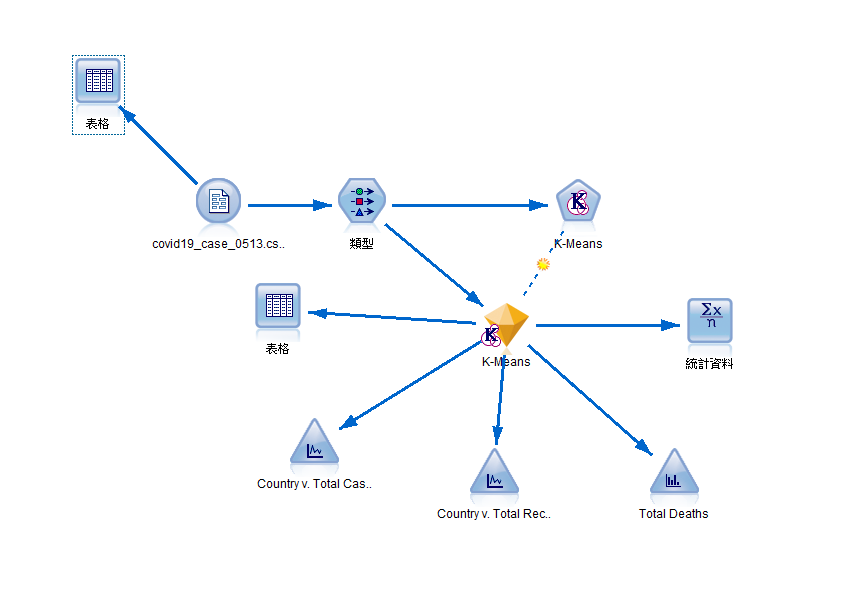 表格
covid19_case_0513.cs..
類型
K-Means
表格
K
K-Means
Σx
n
統計資料
Country v. Total Cas..
Country v. Total Rec..
Total Deaths